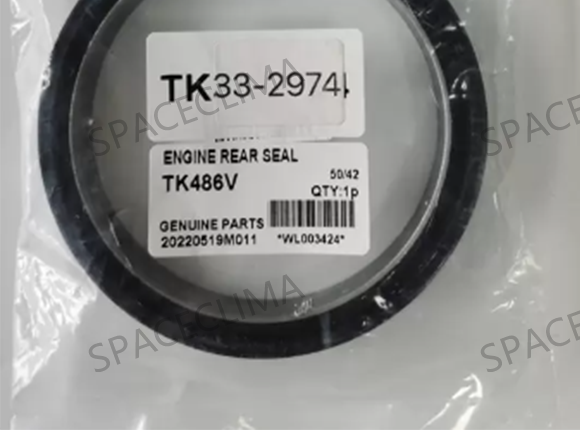 TK33-2974
ENGINE REAR SEAL
TK486V
50/42
QTY:1p
GENUINE PARTS
20220519M011 *WL003424*
SPACECLIMA
SPACECLIMA
SPACE
SPACE